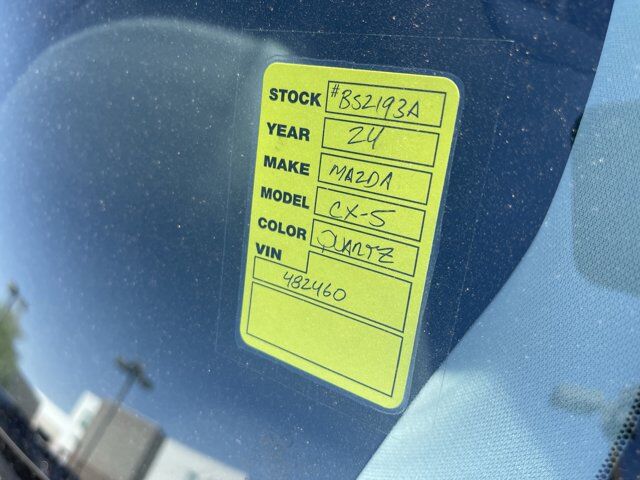 STOCK #BS2193A
YEAR 24
MAKE MAZDA
MODEL CX-5
COLOR QUARTZ
VIN
482460